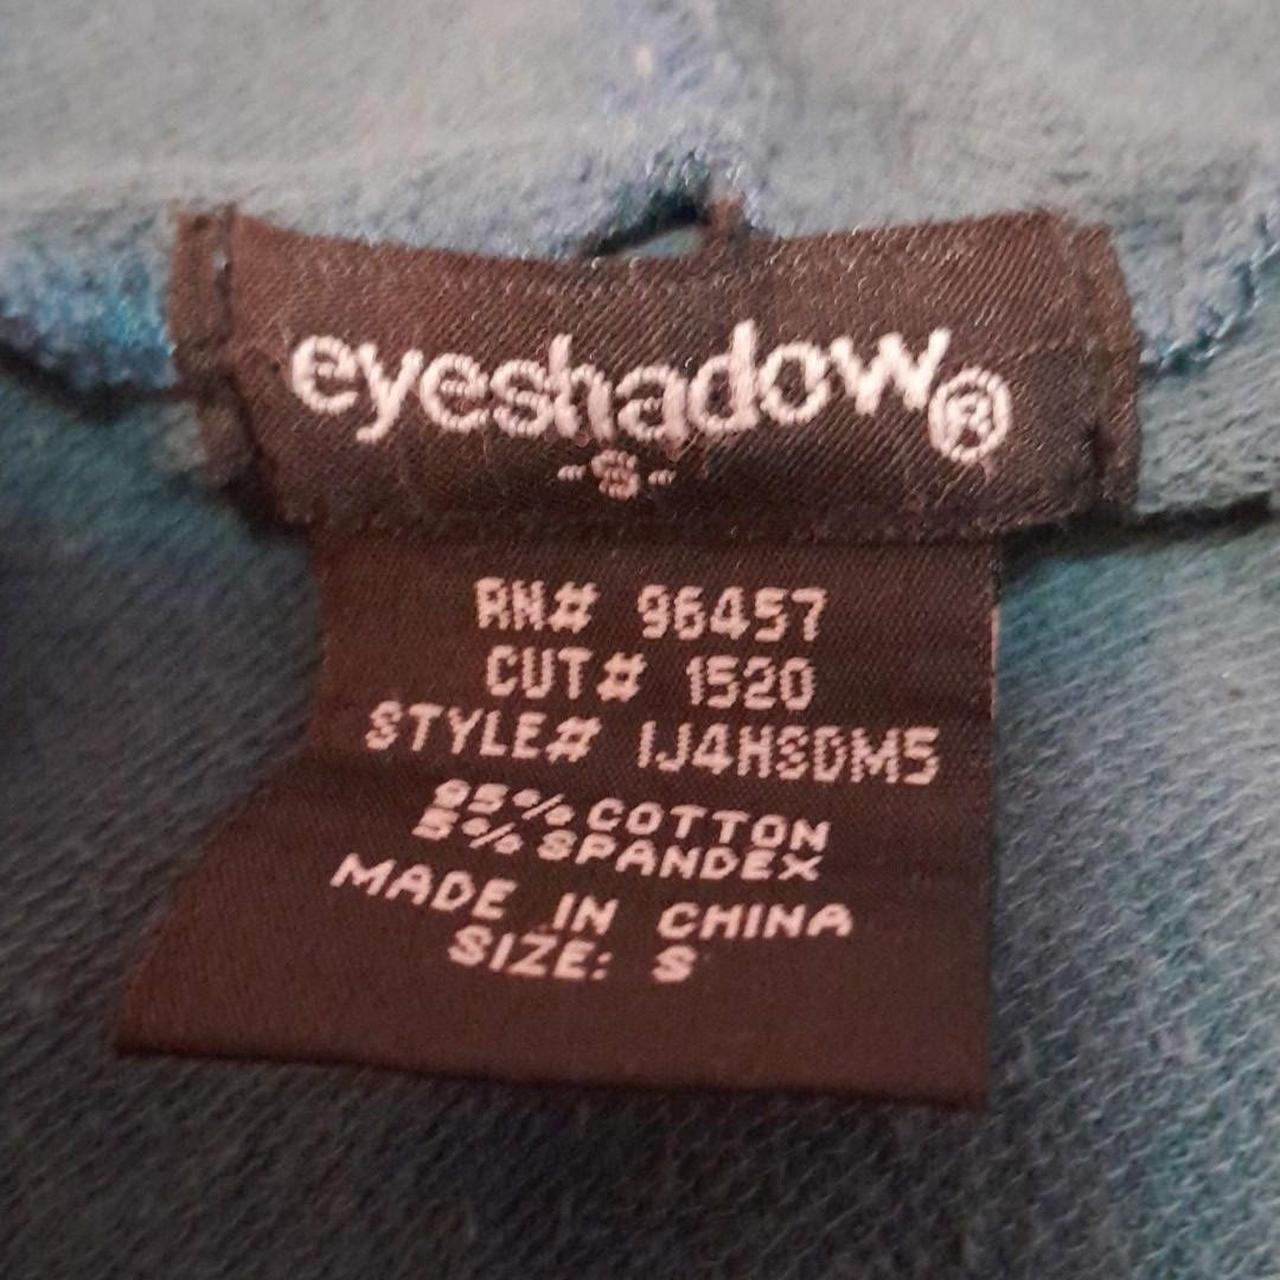 eyeshadow®
-S-
RN# 96457
CUT# 1520
STYLE# IJ4HSDM5
95% COTTON
5% SPANDEX
MADE IN CHINA
SIZE: S